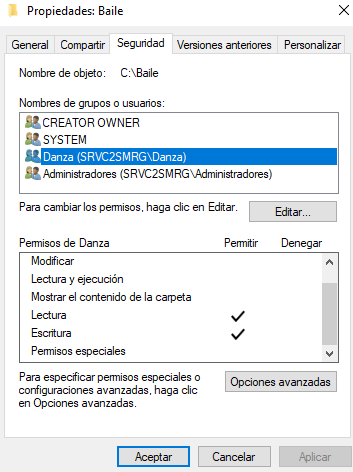 Propiedades: Baile
General Compartir Seguridad Versiones anteriores Personalizar
Nombre de objeto: C:\Baile
Nombres de grupos o usuarios:
CREATOR OWNER
SYSTEM
Danza (SRVC2SMRG\Danza)
Administradores (SRVC2SMRG\Administradores)
Para cambiar los permisos, haga clic en Editar. Editar...
Permisos de Danza Permitir Denegar
Modificar
Lectura y ejecución
Mostrar el contenido de la carpeta
Lectura
Escritura
Permisos especiales
Para especificar permisos especiales o
configuraciones avanzadas, haga clic
en Opciones avanzadas.
Opciones avanzadas
Aceptar Cancelar Aplicar